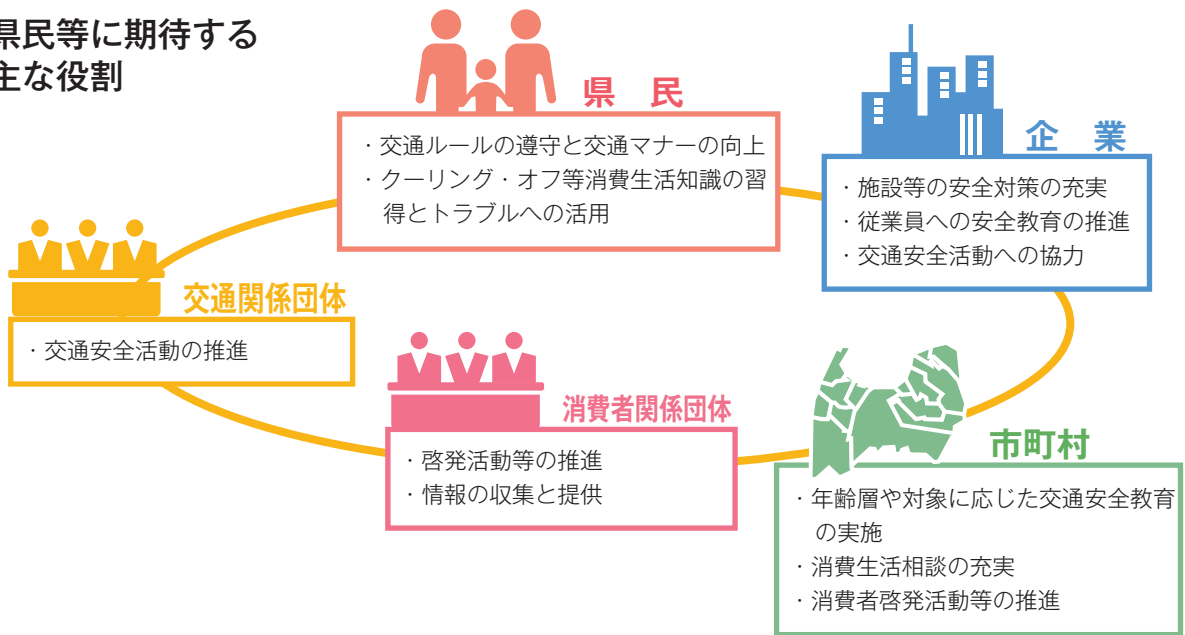 県民等に期待する
主な役割
県　民
・交通ルールの遵守と交通マナーの向上
・クーリング・オフ等消費生活知識の習
得とトラブルへの活用
企　業
・施設等の安全対策の充実
・従業員への安全教育の推進
・交通安全活動への協力
交通関係団体
・交通安全活動の推進
消費者関係団体
・啓発活動等の推進
・情報の収集と提供
市町村
・年齢層や対象に応じた交通安全教育
の実施
・消費生活相談の充実
・消費者啓発活動等の推進